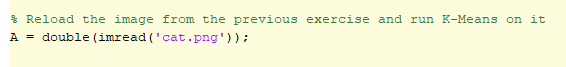 % Reload the image from the previous exercise and run K-Means on it
A = double(imread('cat.png'));